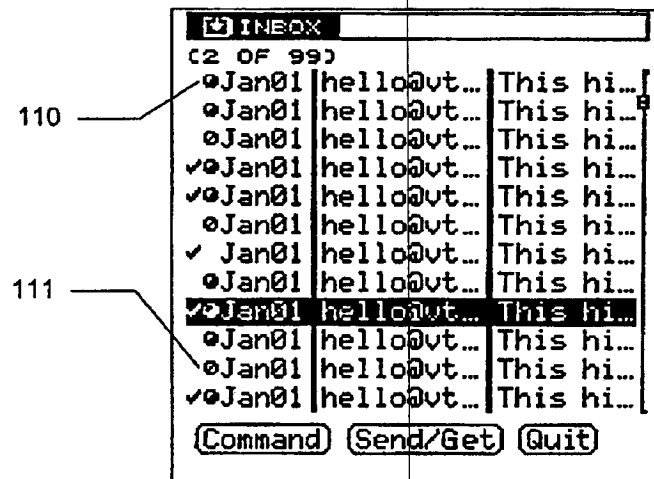 INBOX
(2 OF 99)
Jan01 hello@vt… This hi…
Jan01 hello@vt… This hi…
Jan01 hello@vt… This hi…
✓Jan01 hello@vt… This hi…
✓Jan01 hello@vt… This hi…
Jan01 hello@vt… This hi…
✓ Jan01 hello@vt… This hi…
Jan01 hello@vt… This hi…
✓Jan01 hello@vt… This hi…
Jan01 hello@vt… This hi…
Jan01 hello@vt… This hi…
✓Jan01 hello@vt… This hi…
Command Send/Get Quit
110
111